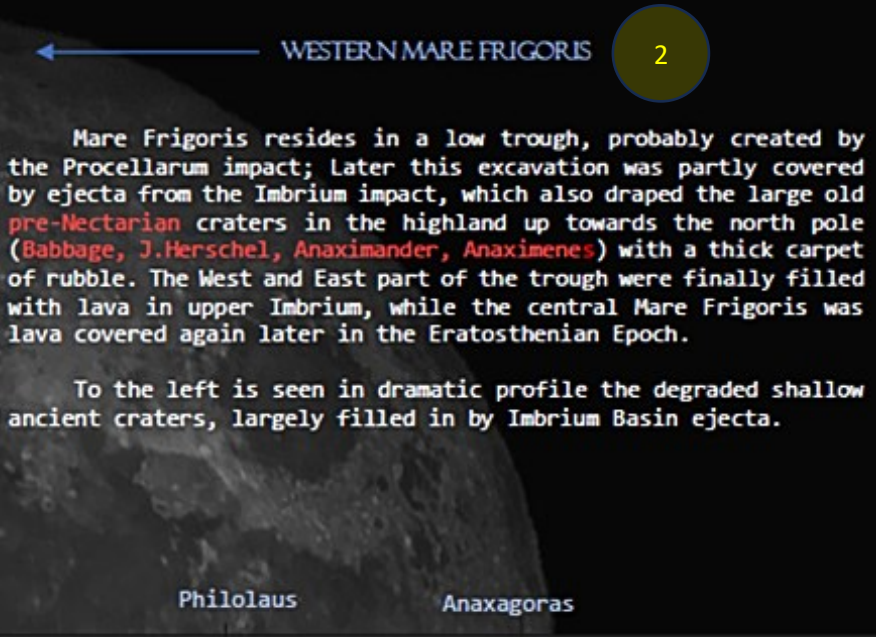 WESTERN MARE FRIGORIS
2
Mare Frigoris resides in a low trough, probably created by
the Procellarum impact; Later this excavation was partly covered
by ejecta from the Imbrium impact, which also draped the large old
pre-Nectarian craters in the highland up towards the north pole
(Babbage, J.Herschel, Anaximander, Anaximenes) with a thick carpet
of rubble. The West and East part of the trough were finally filled
with lava in upper Imbrium, while the central Mare Frigoris was
lava covered again later in the Eratosthenian Epoch.
To the left is seen in dramatic profile the degraded shallow
ancient craters, largely filled in by Imbrium Basin ejecta.
Philolaus
Anaxagoras